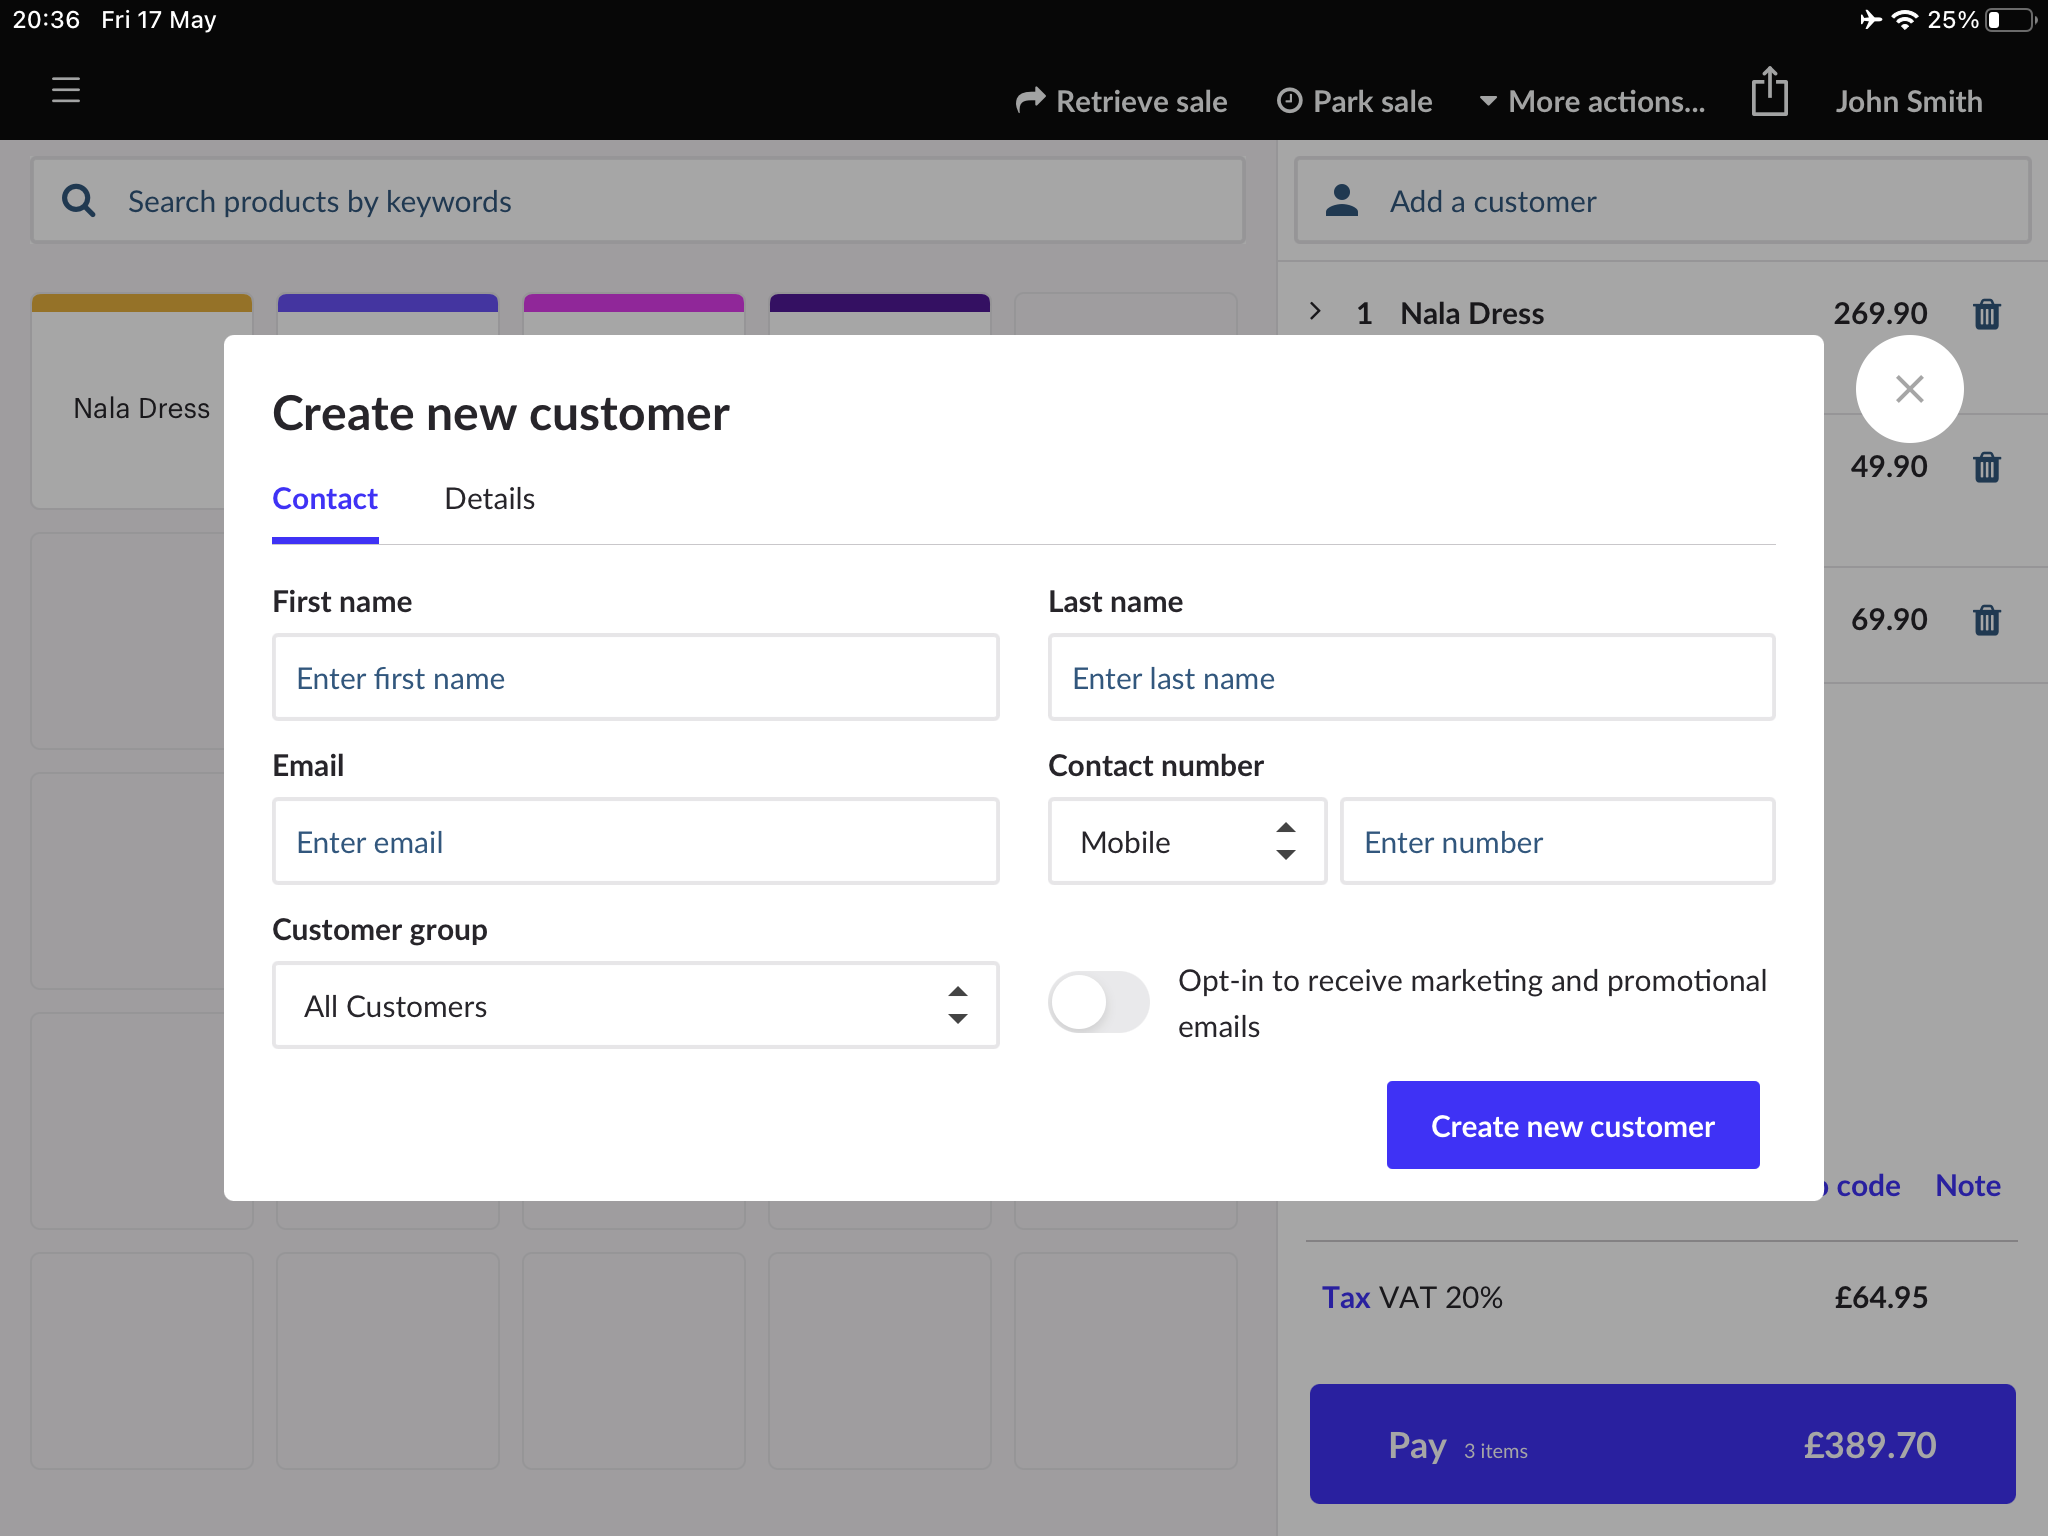 20:36 Fri 17 May
25%
Retrieve sale
Park sale
More actions...
John Smith
Search products by keywords
Add a customer
1 Nala Dress 269.90
Nala Dress
49.90
69.90
Create new customer
Contact
Details
First name
Enter first name
Last name
Enter last name
Email
Enter email
Contact number
Mobile
Enter number
Customer group
All Customers
Opt-in to receive marketing and promotional
emails
Create new customer
code
Note
Tax VAT 20% £64.95
Pay 3 items £389.70